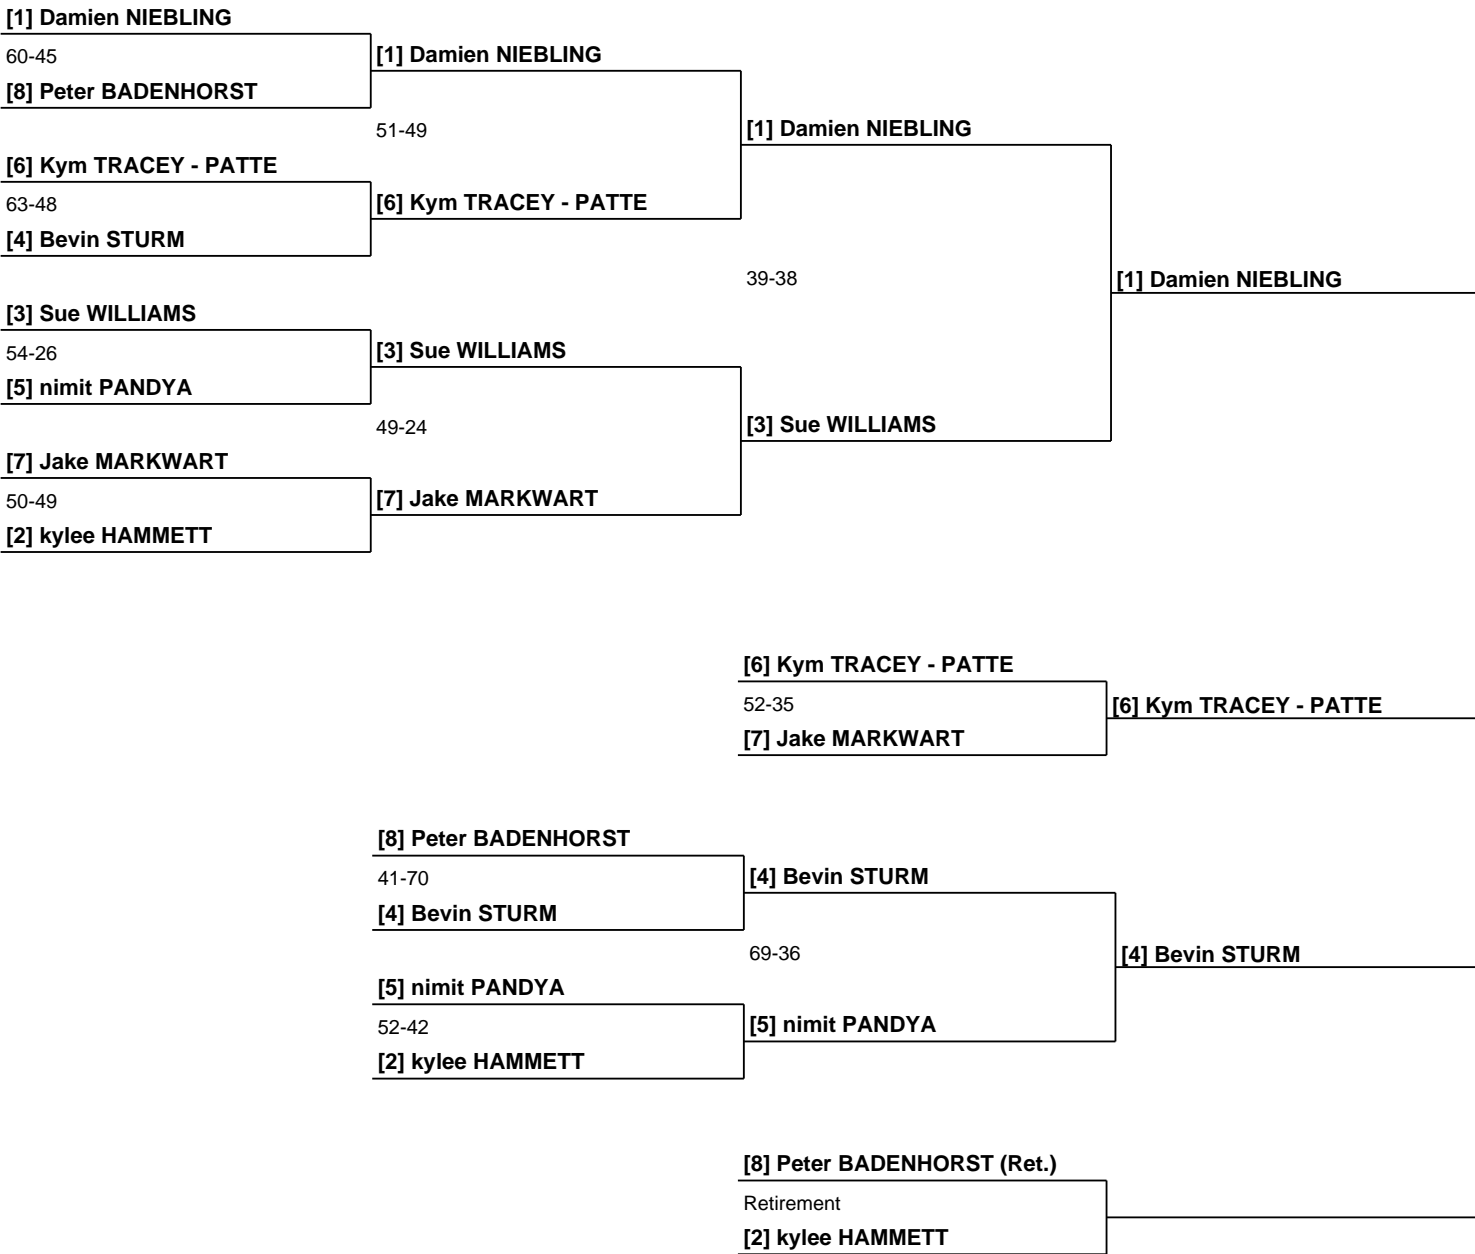 [1] Damien NIEBLING
60-45
[1] Damien NIEBLING
[8] Peter BADENHORST
51-49
[1] Damien NIEBLING
[6] Kym TRACEY - PATTE
63-48
[6] Kym TRACEY - PATTE
[4] Bevin STURM
39-38
[1] Damien NIEBLING
[3] Sue WILLIAMS
54-26
[3] Sue WILLIAMS
[5] nimit PANDYA
49-24
[3] Sue WILLIAMS
[7] Jake MARKWART
50-49
[7] Jake MARKWART
[2] kylee HAMMETT
[6] Kym TRACEY - PATTE
52-35
[6] Kym TRACEY - PATTE
[7] Jake MARKWART
[8] Peter BADENHORST
41-70
[4] Bevin STURM
[4] Bevin STURM
69-36
[4] Bevin STURM
[5] nimit PANDYA
52-42
[5] nimit PANDYA
[2] kylee HAMMETT
[8] Peter BADENHORST (Ret.)
Retirement
[2] kylee HAMMETT